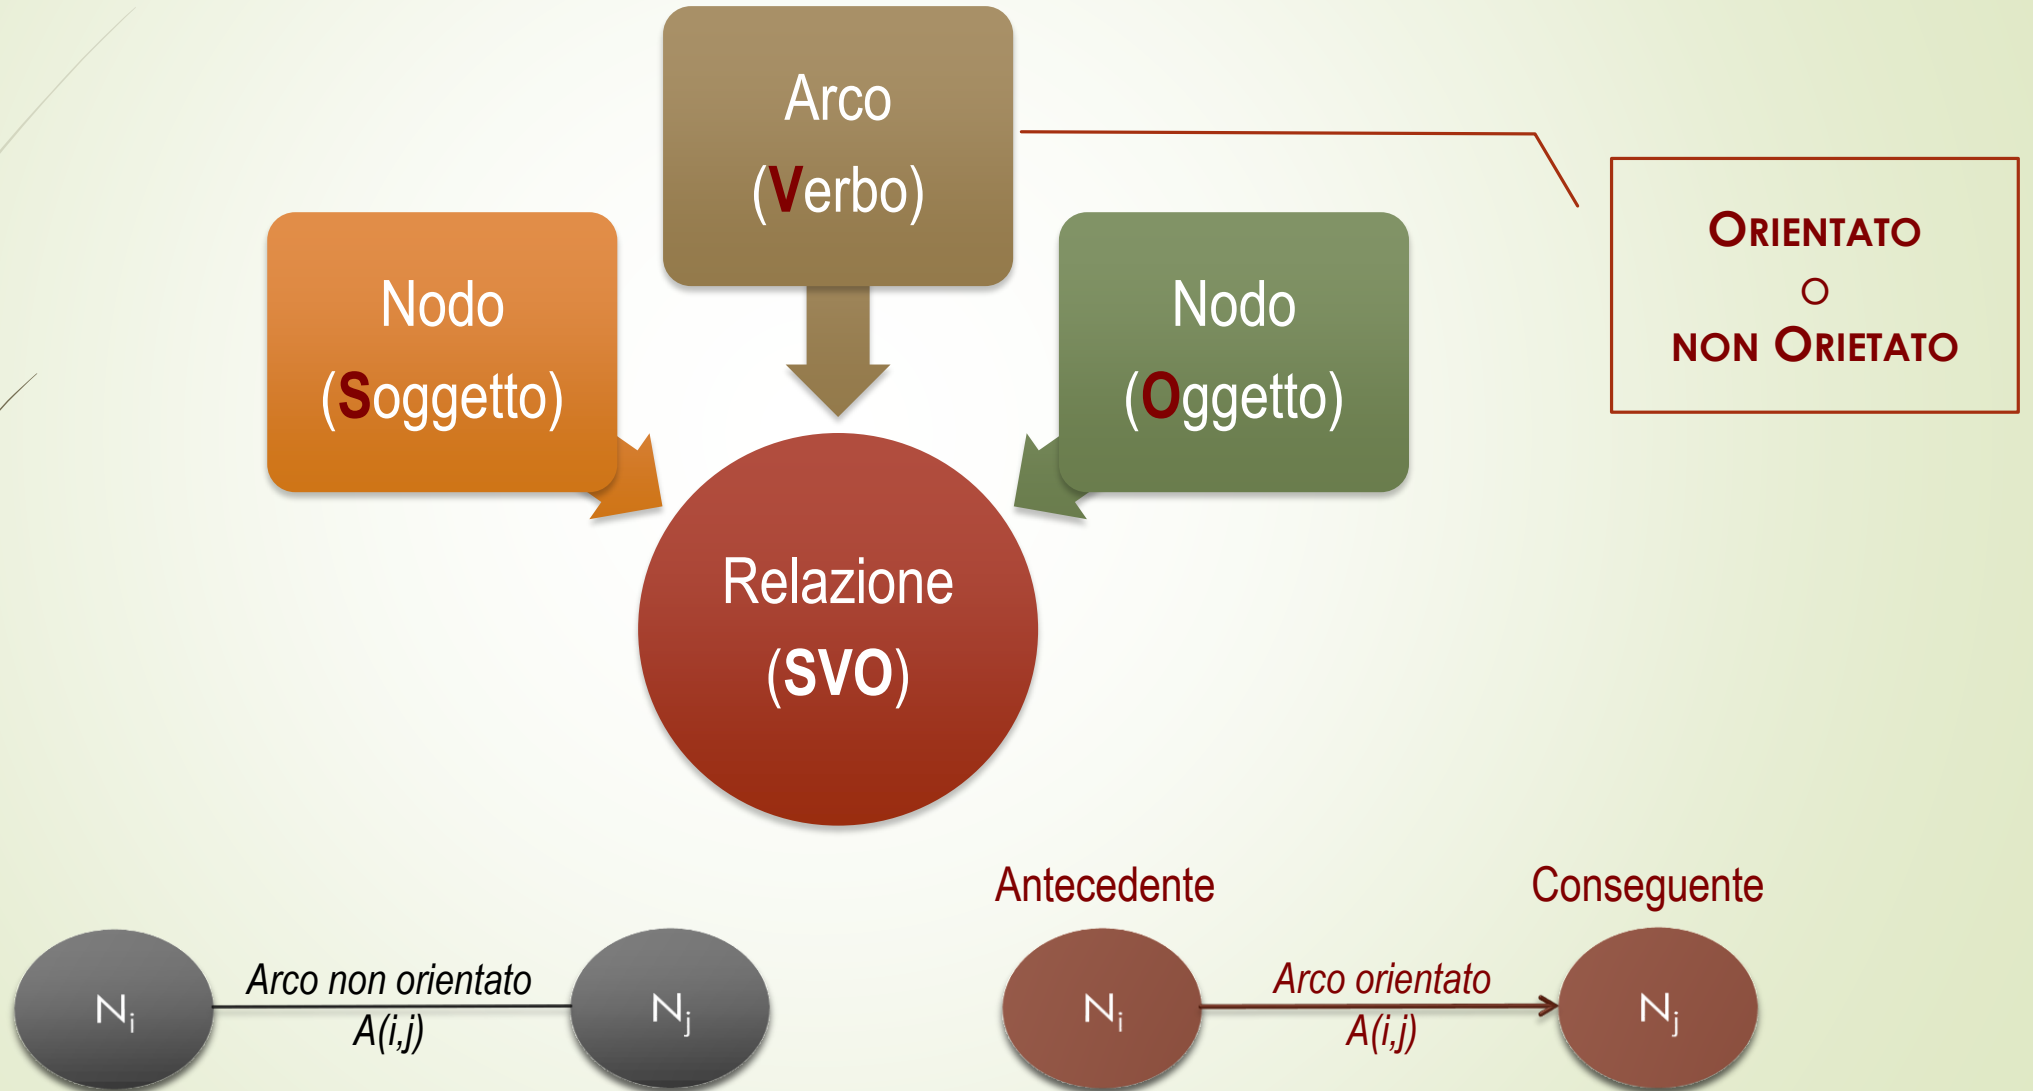 Arco
(Verbo)
Nodo
(Soggetto)
Nodo
(Oggetto)
ORIENTATO
O
NON ORIETATO
Relazione
(SVO)
Antecedente
Conseguente
Ni
Arco non orientato
A(i,j)
Nj
Ni
Arco orientato
A(i,j)
Nj